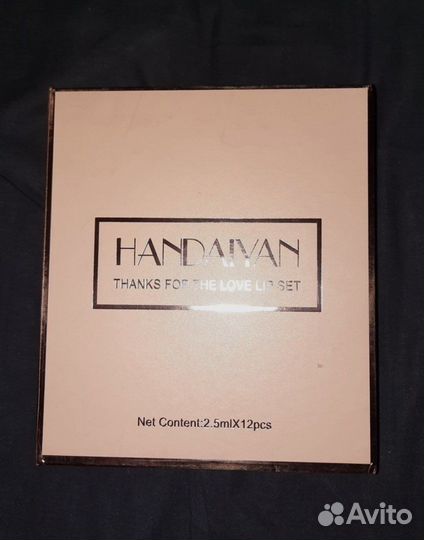 HANDAIYAN
THANKS FOR THE LOVE LIP SET
Net Content:2.5mlX12pcs
Avito